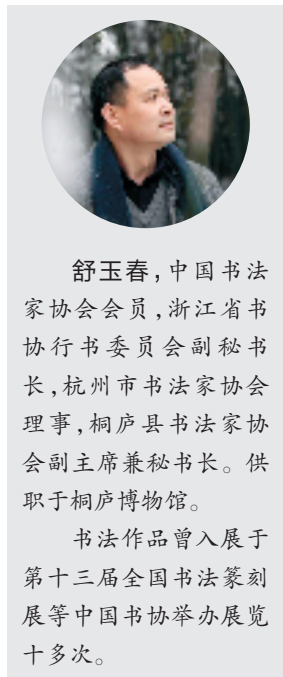 舒玉春,中国书法
家协会会员,浙江省书
协行书委员会副秘书
长,杭州市书法家协会
理事,桐庐县书法家协
会副主席兼秘书长。供
职于桐庐博物馆。
书法作品曾入展于
第十三届全国书法篆刻
展等中国书协举办展览
十多次。